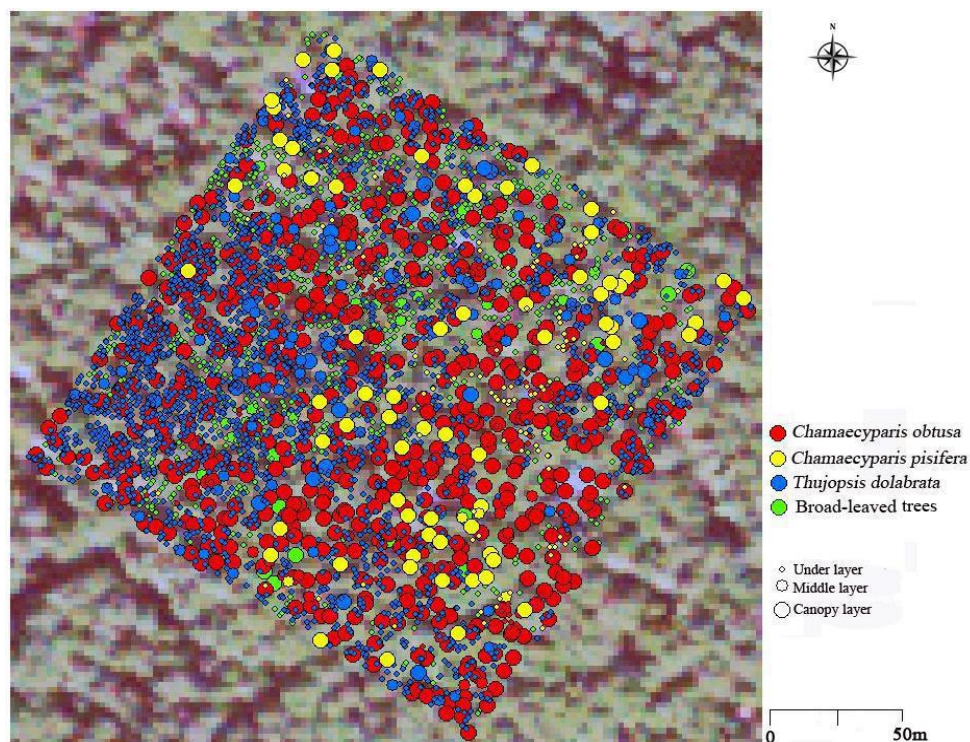 N
Chamaecyparis obtusa
Chamaecyparis pisifera
Thujopsis dolabrata
Broad-leaved trees
Under layer
Middle layer
Canopy layer
0 50m